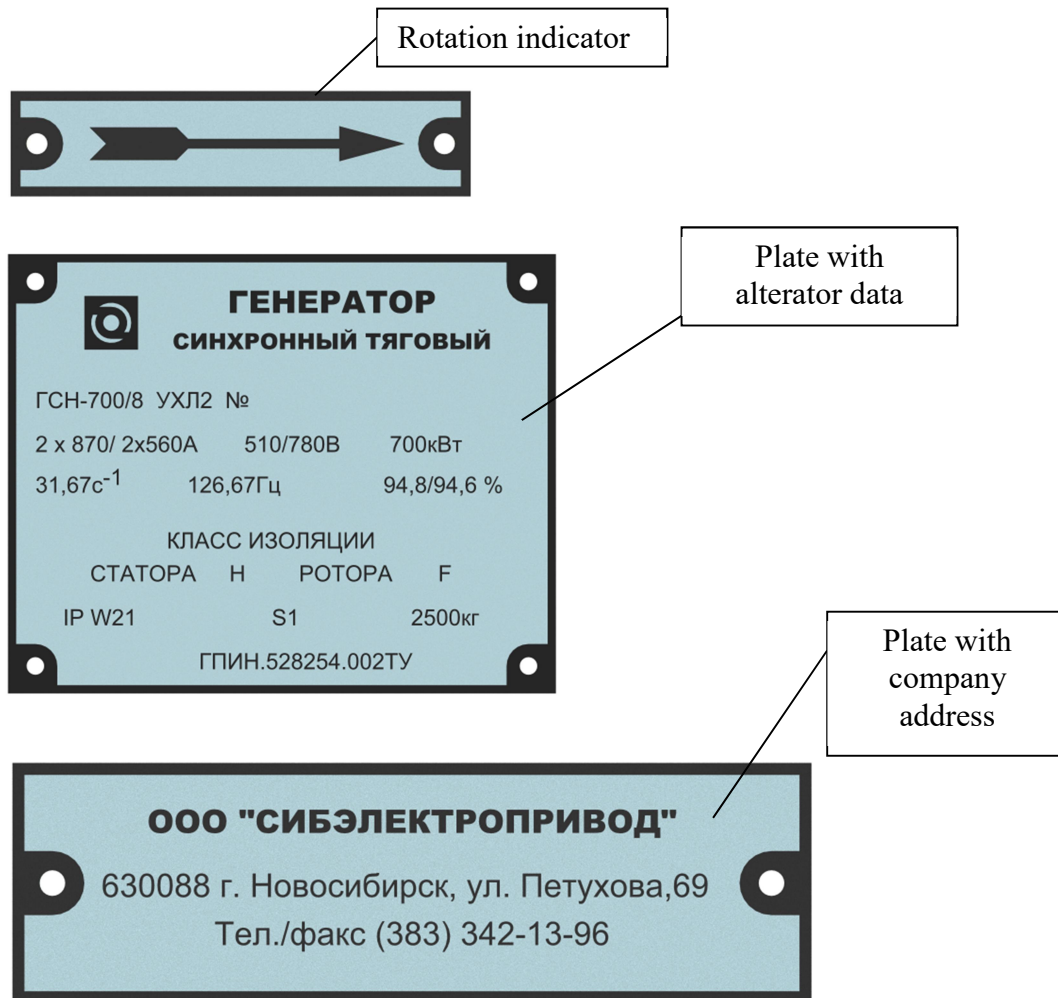 Rotation indicator
Plate with
alterator data
ГЕНЕРАТОР
СИНХРОННЫЙ ТЯГОВЫЙ
ГСН-700/8 УХЛ2 №
2 x 870/ 2x560А 510/780В 700кВт
31,67с-1 126,67Гц 94,8/94,6 %
КЛАСС ИЗОЛЯЦИИ
СТАТОРА H РОТОРА F
IP W21 S1 2500кг
ГПИН.528254.002ТУ
Plate with
company
address
ООО "СИБЭЛЕКТРОПРИВОД"
630088 г. Новосибирск, ул. Петухова,69
Тел./факс (383) 342-13-96